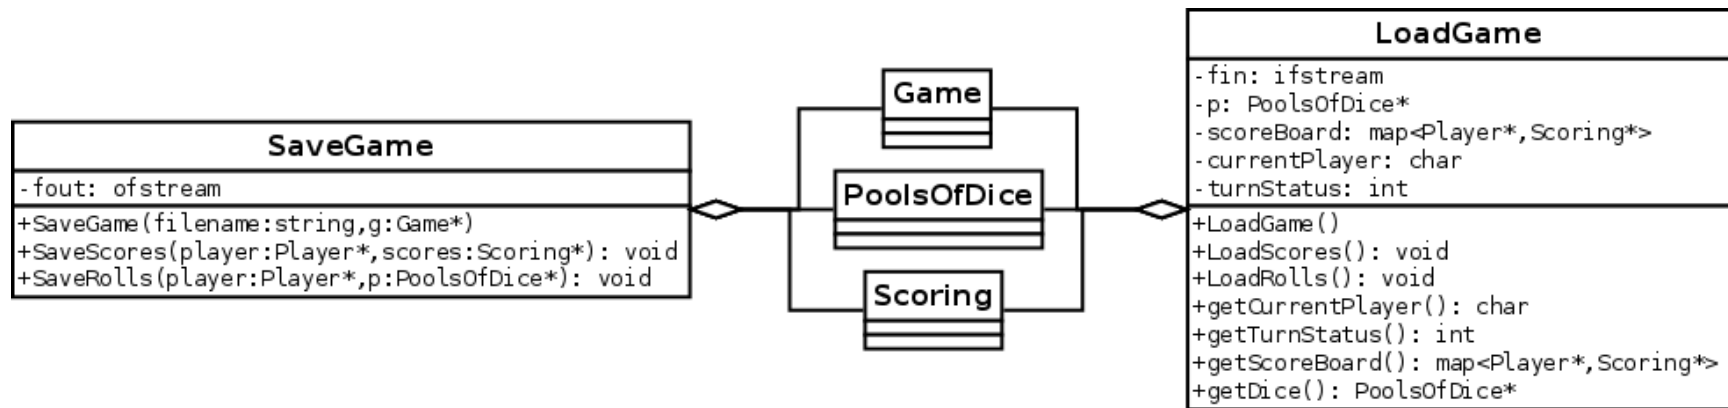 SaveGame
-fout: ofstream
+SaveGame(filename:string,g:Game*)
+SaveScores(player:Player*,scores:Scoring*): void
+SaveRolls(player:Player*,p:PoolsOfDice*): void
Game
PoolsOfDice
Scoring
LoadGame
-fin: ifstream
-p: PoolsOfDice*
-scoreBoard: map<Player*,Scoring*>
-currentPlayer: char
-turnStatus: int
+LoadGame()
+LoadScores(): void
+LoadRolls(): void
+getCurrentPlayer(): char
+getTurnStatus(): int
+getScoreBoard(): map<Player*,Scoring*>
+getDice(): PoolsOfDice*